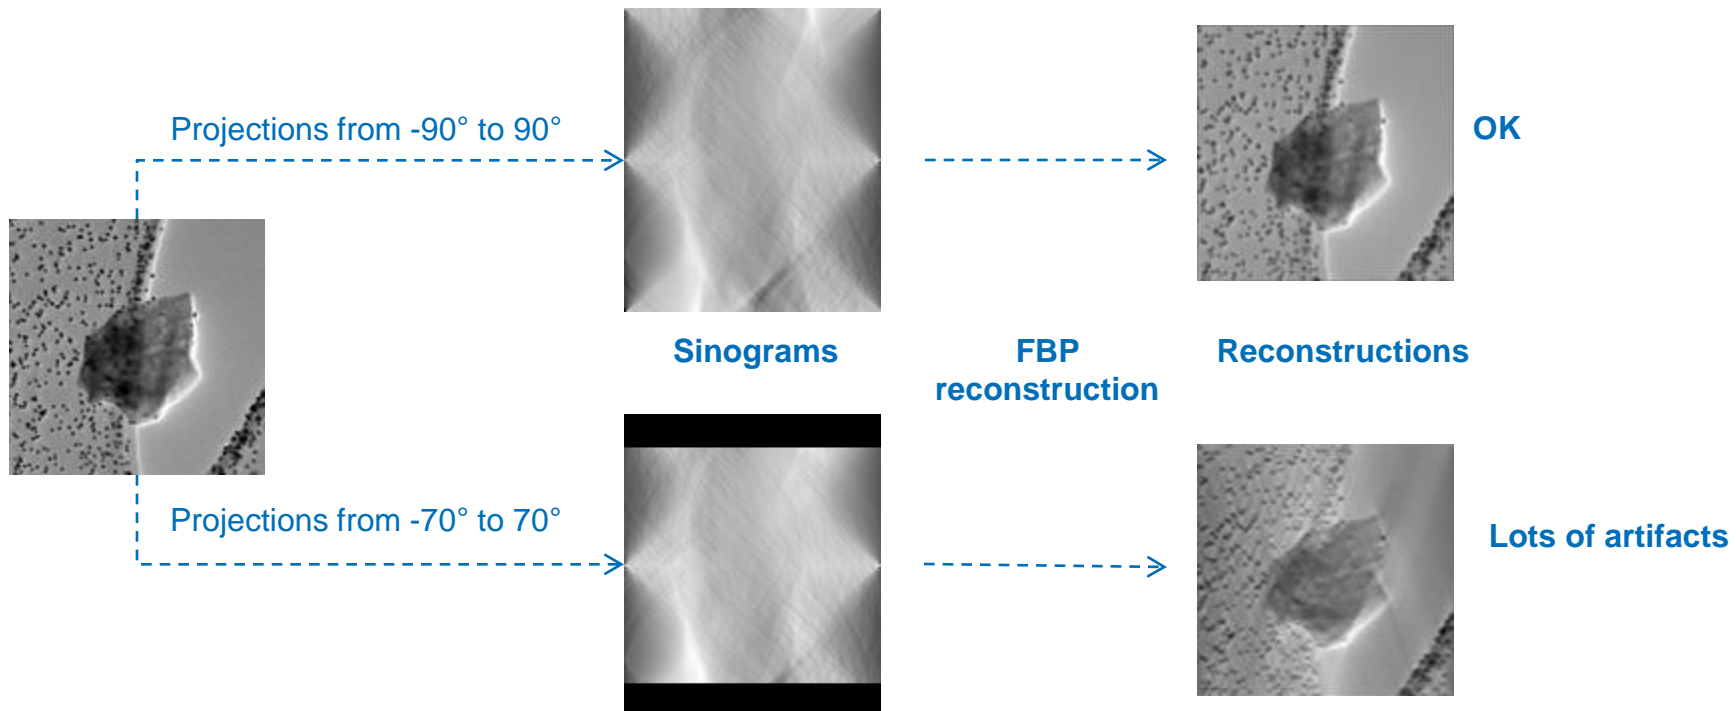 Projections from -90° to 90°
OK
Sinograms
FBP
reconstruction
Reconstructions
Projections from -70° to 70°
Lots of artifacts